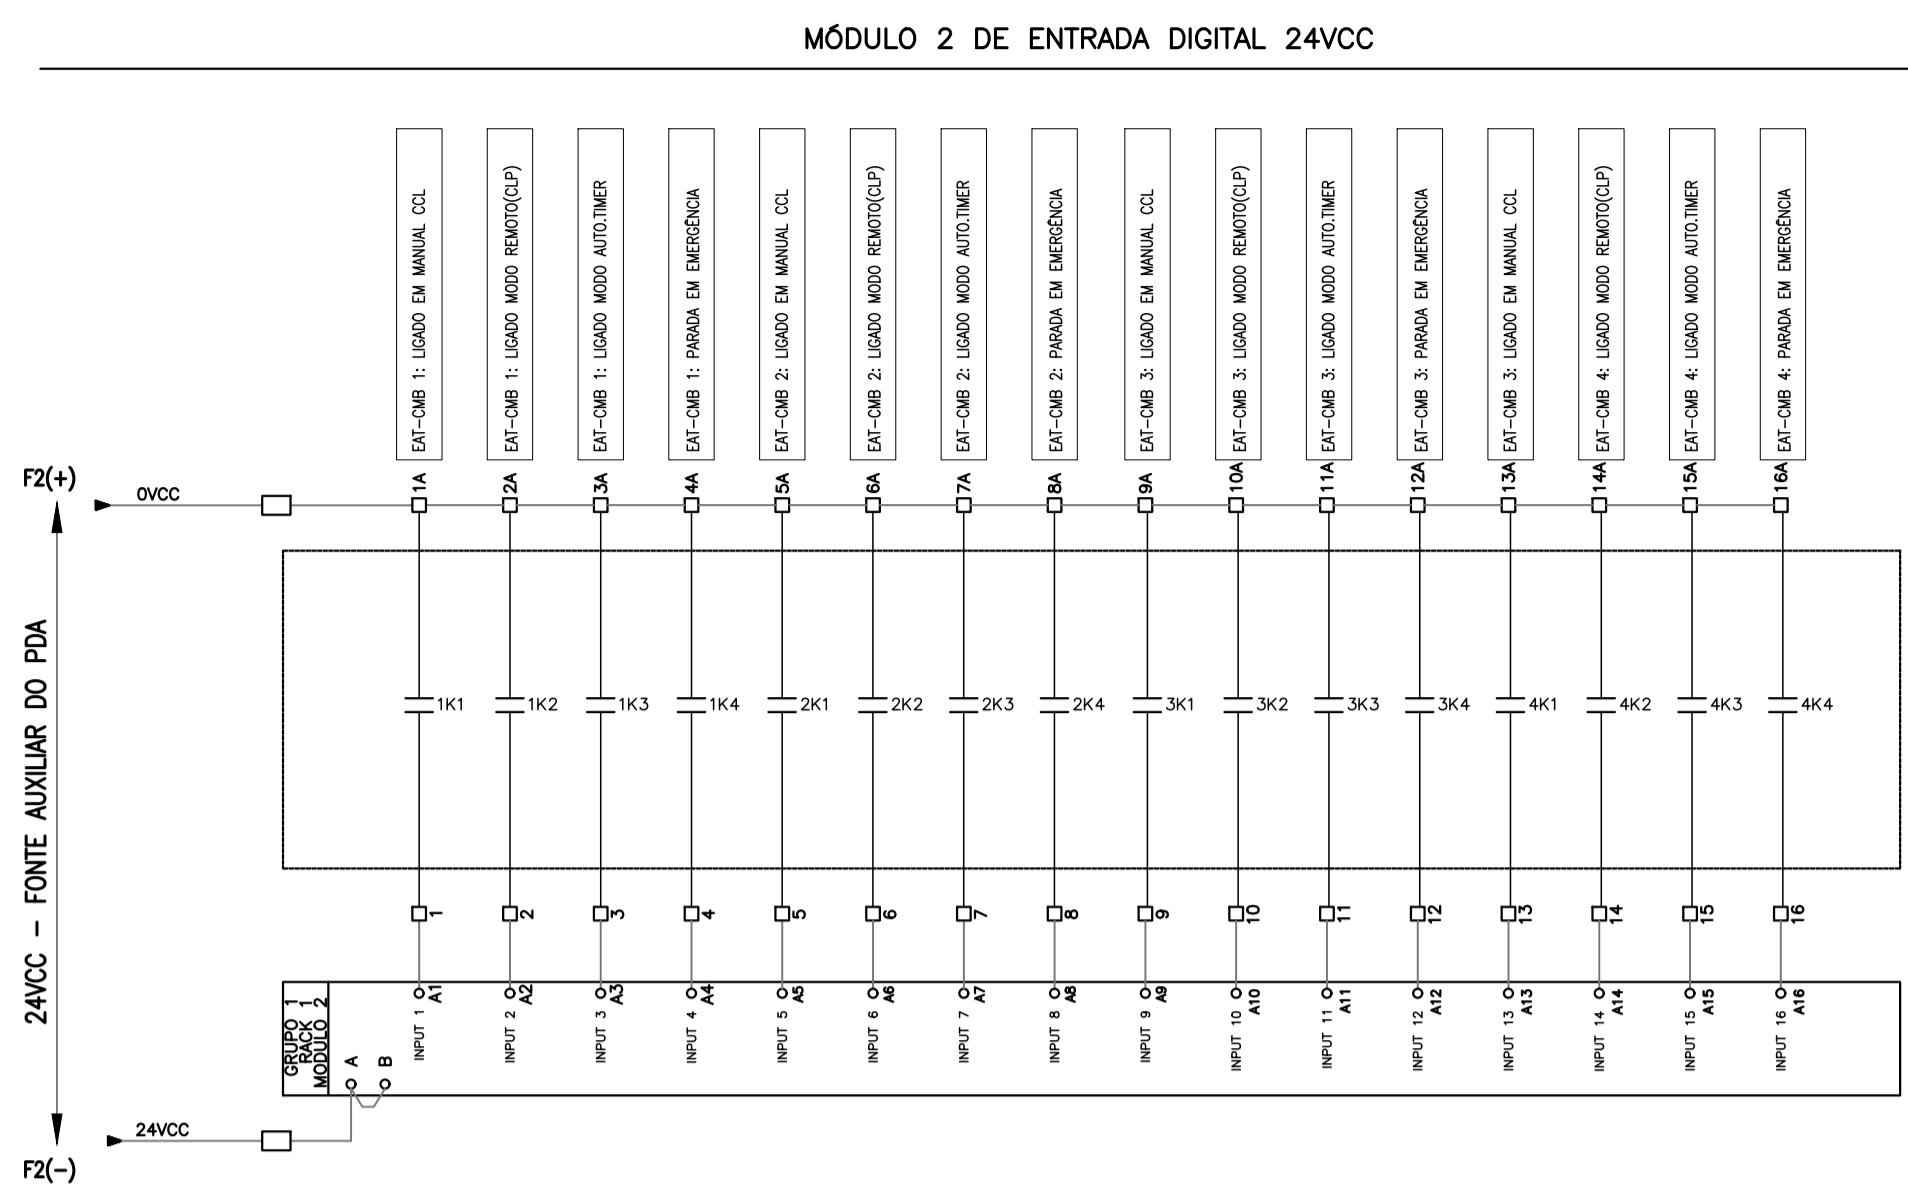 MÓDULO 2 DE ENTRADA DIGITAL 24VCC
EAT-CMB 1: LIGADO EM MANUAL CCL
EAT-CMB 1: LIGADO MODO REMOTO(CLP)
EAT-CMB 1: LIGADO MODO AUTO.TIMER
EAT-CMB 1: PARADA EM EMERGÊNCIA
EAT-CMB 2: LIGADO EM MANUAL CCL
EAT-CMB 2: LIGADO MODO REMOTO(CLP)
EAT-CMB 2: LIGADO MODO AUTO.TIMER
EAT-CMB 2: PARADA EM EMERGÊNCIA
EAT-CMB 3: LIGADO EM MANUAL CCL
EAT-CMB 3: LIGADO MODO REMOTO(CLP)
EAT-CMB 3: LIGADO MODO AUTO.TIMER
EAT-CMB 3: PARADA EM EMERGÊNCIA
EAT-CMB 3: LIGADO EM MANUAL CCL
EAT-CMB 4: LIGADO MODO REMOTO(CLP)
EAT-CMB 4: LIGADO MODO AUTO.TIMER
EAT-CMB 4: PARADA EM EMERGÊNCIA
F2(+)
0VCC
1A
2A
3A
4A
5A
6A
7A
8A
9A
10A
11A
12A
13A
14A
15A
16A
24VCC - FONTE AUXILIAR DO PDA
1K1
1K2
1K3
1K4
2K1
2K2
2K3
2K4
3K1
3K2
3K3
3K4
4K1
4K2
4K3
4K4
1
2
3
4
5
6
7
8
9
10
11
12
13
14
15
16
GRUPO 1
RACK 1
MODULO 2
A
B
INPUT 1
A1
INPUT 2
A2
INPUT 3
A3
INPUT 4
A4
INPUT 5
A5
INPUT 6
A6
INPUT 7
A7
INPUT 8
A8
INPUT 9
A9
INPUT 10
A10
INPUT 11
A11
INPUT 12
A12
INPUT 13
A13
INPUT 14
A14
INPUT 15
A15
INPUT 16
A16
24VCC
F2(-)